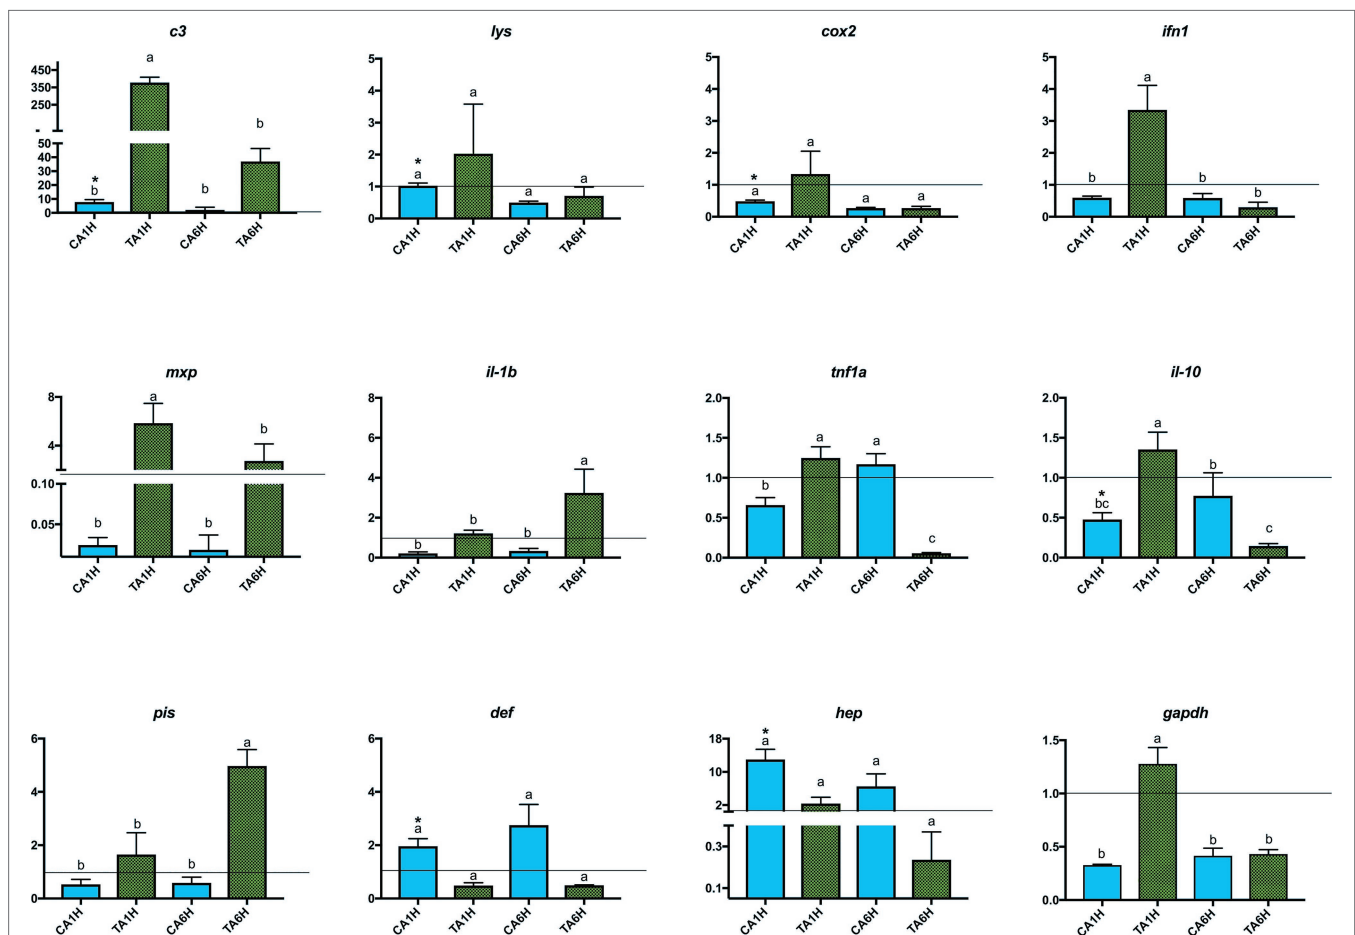 c3 lys cox2 ifn1
450
350
250
50
40
30
20
10
0
a
b
*
b
b
CA1H TA1H CA6H TA6H
5
4
3
2
1
0
a
*
a
a
a
CA1H TA1H CA6H TA6H
5
4
3
2
1
0
a
*
a
a
a
CA1H TA1H CA6H TA6H
5
4
3
2
1
0
a
b
b
b
CA1H TA1H CA6H TA6H
mxp il-1b tnf1a il-10
8
4
0.10
0.05
a
b
b
b
CA1H TA1H CA6H TA6H
8
6
4
2
0
a
b
b
b
CA1H TA1H CA6H TA6H
2.0
1.5
1.0
0.5
0.0
a a
b
c
CA1H TA1H CA6H TA6H
2.0
1.5
1.0
0.5
0.0
a
b
*
bc
c
CA1H TA1H CA6H TA6H
pis def hep gapdh
6
4
2
0
a
b
b
b
CA1H TA1H CA6H TA6H
6
4
2
0
a
*
a
a
a
CA1H TA1H CA6H TA6H
18
10
2
0.3
0.1
*
a
a
a
a
CA1H TA1H CA6H TA6H
1.5
1.0
0.5
0.0
a
b
b
b
CA1H TA1H CA6H TA6H